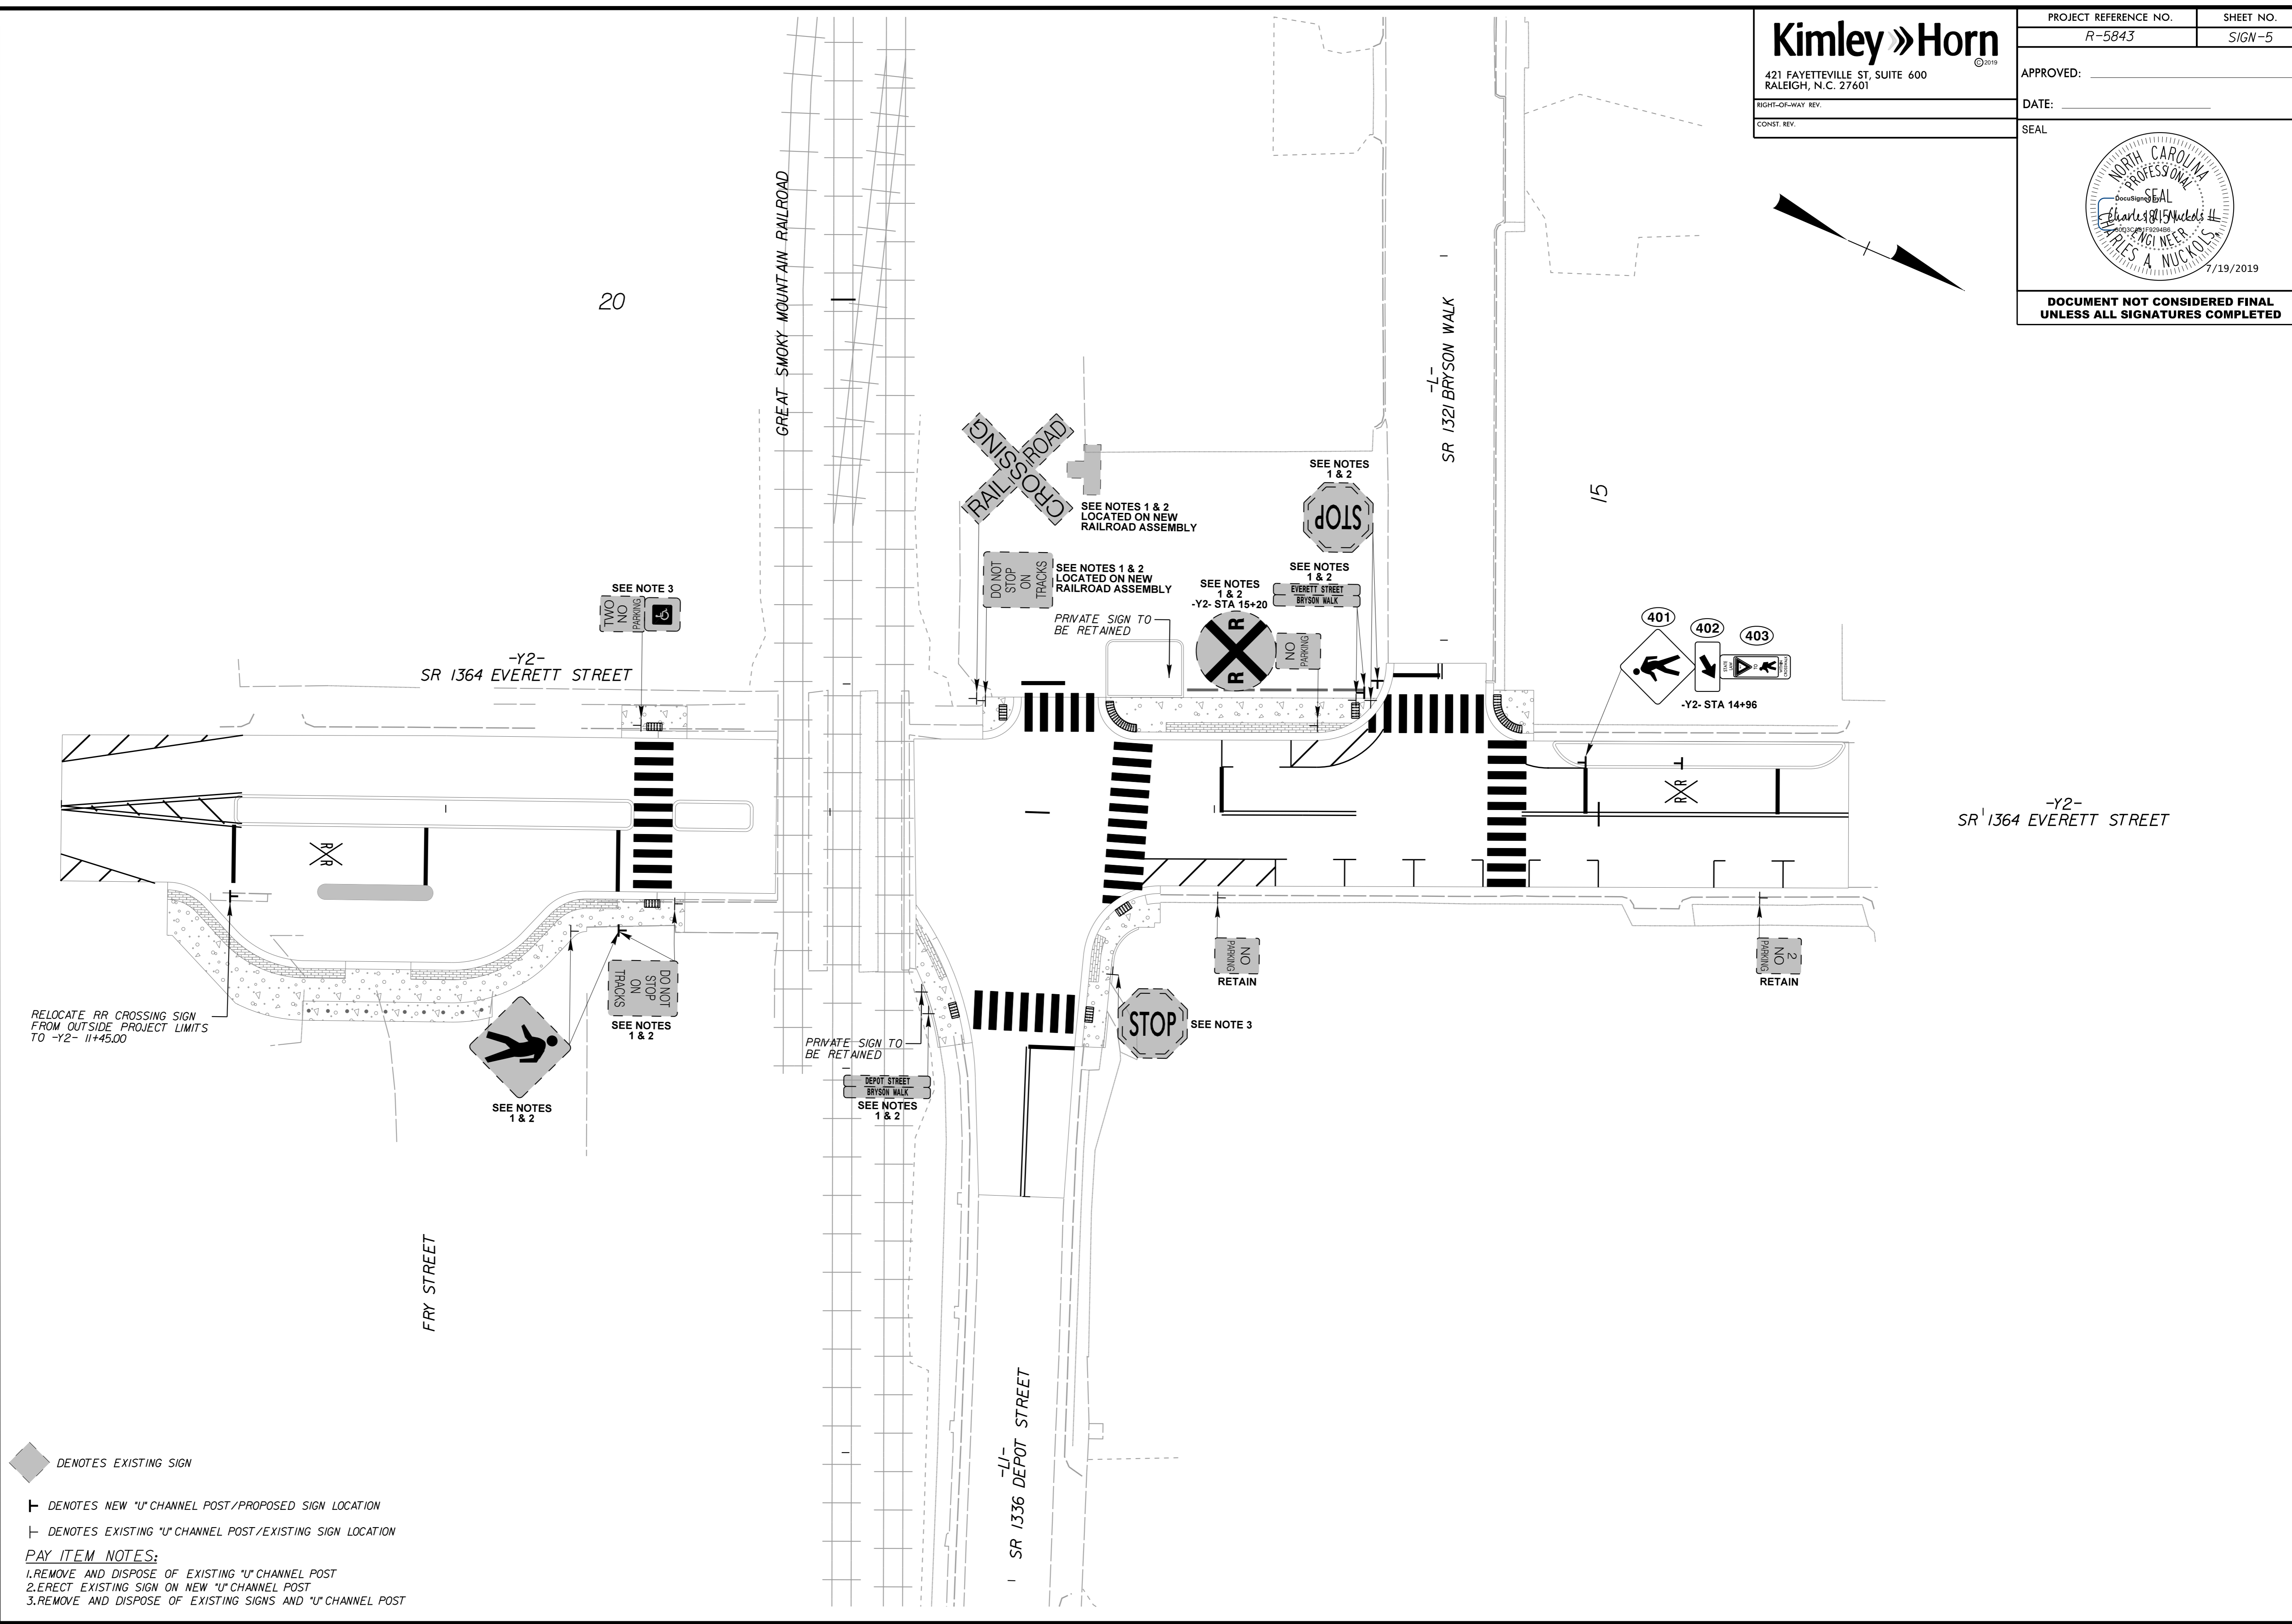 Kimley»Horn
©2019
421 FAYETTEVILLE ST, SUITE 600
RALEIGH, N.C. 27601
RIGHT-OF-WAY REV.
CONST. REV.
PROJECT REFERENCE NO.
SHEET NO.
R-5843
SIGN-5
APPROVED:
DATE:
SEAL
NORTH CAROLINA
PROFESSIONAL
SEAL
ENGINEER
CHARLES A. NUCKOLS
7/19/2019
DOCUMENT NOT CONSIDERED FINAL
UNLESS ALL SIGNATURES COMPLETED
GREAT SMOKY MOUNTAIN RAILROAD
20
-L-
SR 1321 BRYSON WALK
15
RAILROAD
CROSSING
SEE NOTES 1 & 2
LOCATED ON NEW
RAILROAD ASSEMBLY
DO NOT
STOP
ON
TRACKS
SEE NOTES 1 & 2
LOCATED ON NEW
RAILROAD ASSEMBLY
PRIVATE SIGN TO
BE RETAINED
SEE NOTES
1 & 2
STOP
SEE NOTES
1 & 2
EVERETT STREET
BRYSON WALK
SEE NOTES
1 & 2
-Y2- STA 15+20
R R
NO
PARKING
SEE NOTE 3
TWO
NO
PARKING
-Y2-
SR 1364 EVERETT STREET
401
402
403
STATE
LAW
TO
-Y2- STA 14+96
R R
R R
-Y2-
SR 1364 EVERETT STREET
RELOCATE RR CROSSING SIGN
FROM OUTSIDE PROJECT LIMITS
TO -Y2- 11+45.00
DO NOT
STOP
ON
TRACKS
SEE NOTES
1 & 2
SEE NOTES
1 & 2
PRIVATE SIGN TO
BE RETAINED
DEPOT STREET
BRYSON WALK
SEE NOTES
1 & 2
STOP
SEE NOTE 3
NO
PARKING
RETAIN
2
NO
PARKING
RETAIN
FRY STREET
-L1-
SR 1336 DEPOT STREET
DENOTES EXISTING SIGN
DENOTES NEW "U" CHANNEL POST/PROPOSED SIGN LOCATION
DENOTES EXISTING "U" CHANNEL POST/EXISTING SIGN LOCATION
PAY ITEM NOTES:
1.REMOVE AND DISPOSE OF EXISTING "U" CHANNEL POST
2.ERECT EXISTING SIGN ON NEW "U" CHANNEL POST
3.REMOVE AND DISPOSE OF EXISTING SIGNS AND "U" CHANNEL POST